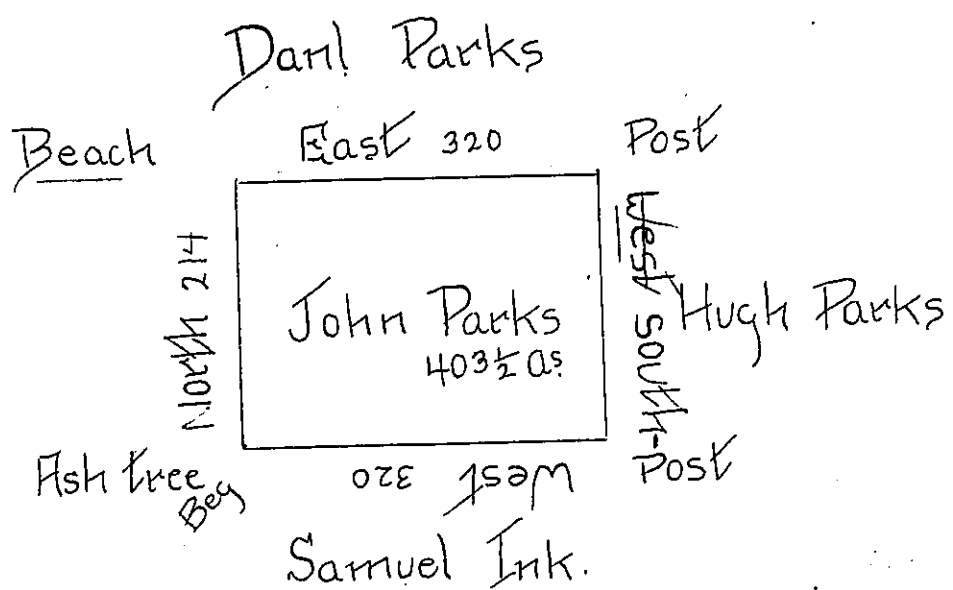 Danl Parks
Beach
East 320
Post
North 214
West South
John Parks
403½ as.
Hugh Parks
Ash tree
Beg
West 320
Post
Samuel Ink.